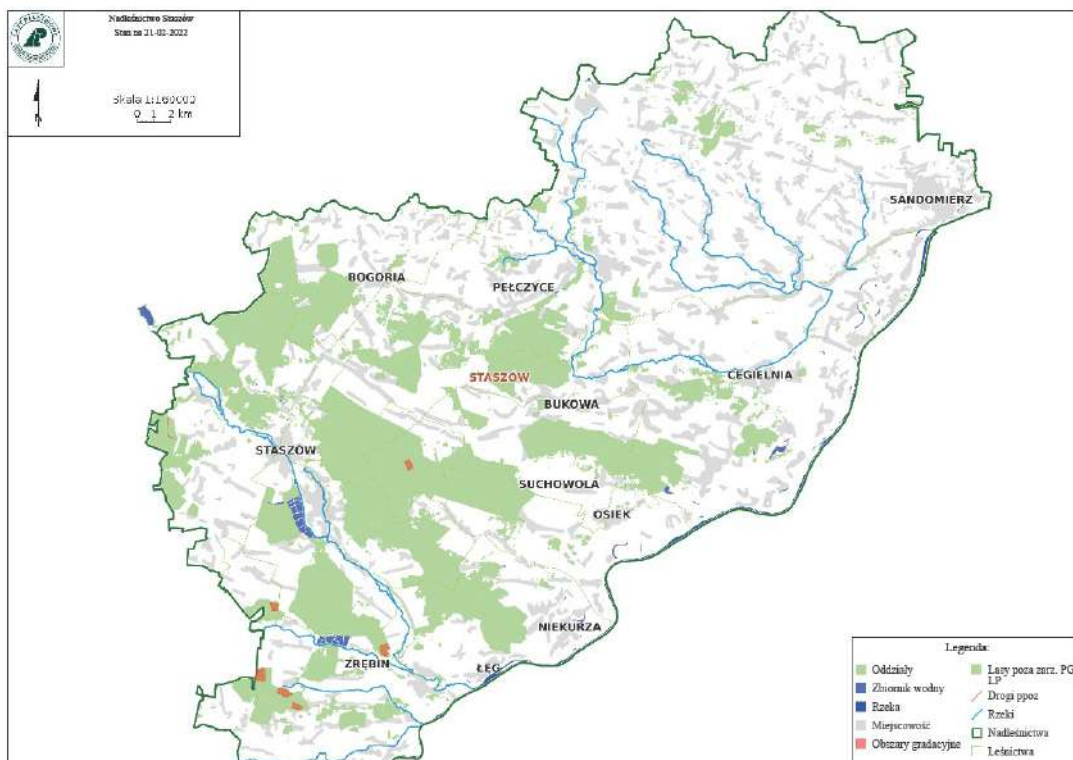 Nadleśnictwo Staszów
Stan na 21-02-2022
Skala 1:160000
0 1 2 km
SANDOMIERZ
BOGORIA
PEŁCZYCE
STASZÓW
CEGIELNIA
BUKOWA
STASZÓW
SUCHOWOLA
OSIEK
NIEKURZA
ZRĘBIN
ŁĘG
Legenda:
Oddziały
Zbiornik wodny
Rzeka
Miejscowość
Obszary gradacyjne
Lasy poza zarz. PG
LP
Drogi ppoż
Rzeki
Nadleśnictwa
Leśnictwa